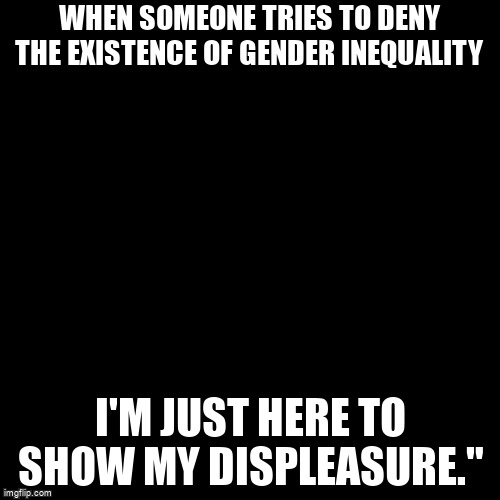 WHEN SOMEONE TRIES TO DENY
THE EXISTENCE OF GENDER INEQUALITY
I'M JUST HERE TO
SHOW MY DISPLEASURE."
imgflip.com